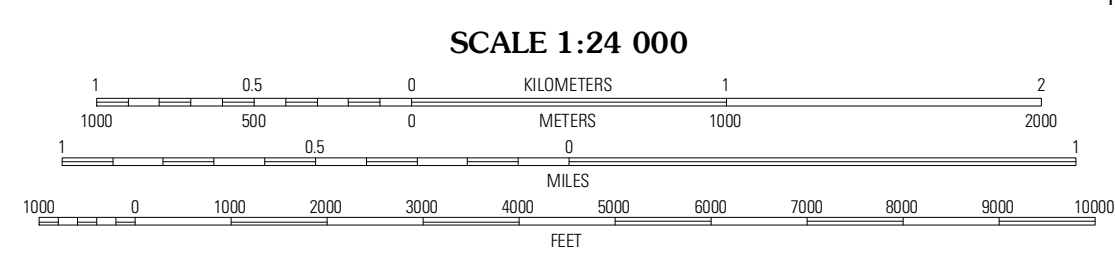 SCALE 1:24 000
1 0.5 0 KILOMETERS 1 2
1000 500 0 METERS 1000 2000
1 0.5 0 1
MILES
1000 0 1000 2000 3000 4000 5000 6000 7000 8000 9000 10000
FEET